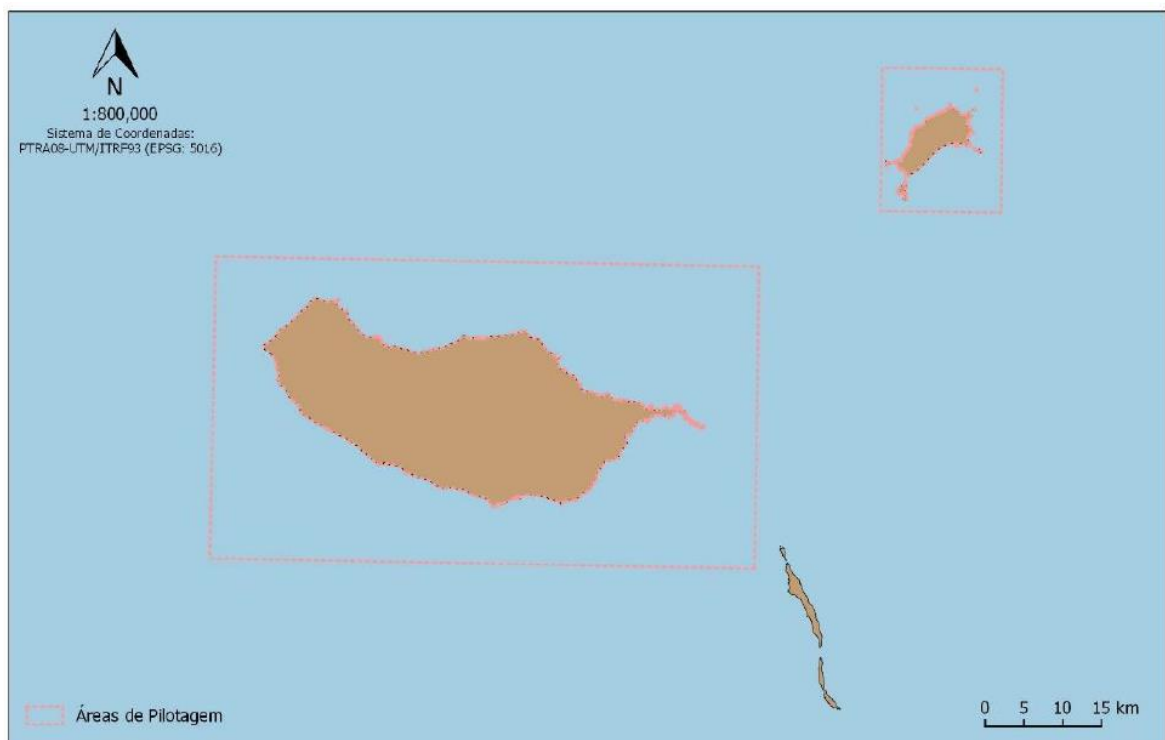 N
1:800,000
Sistema de Coordenadas:
PTRA08-UTM/ITRF93 (EPSG: 5016)
Áreas de Pilotagem
0 5 10 15 km